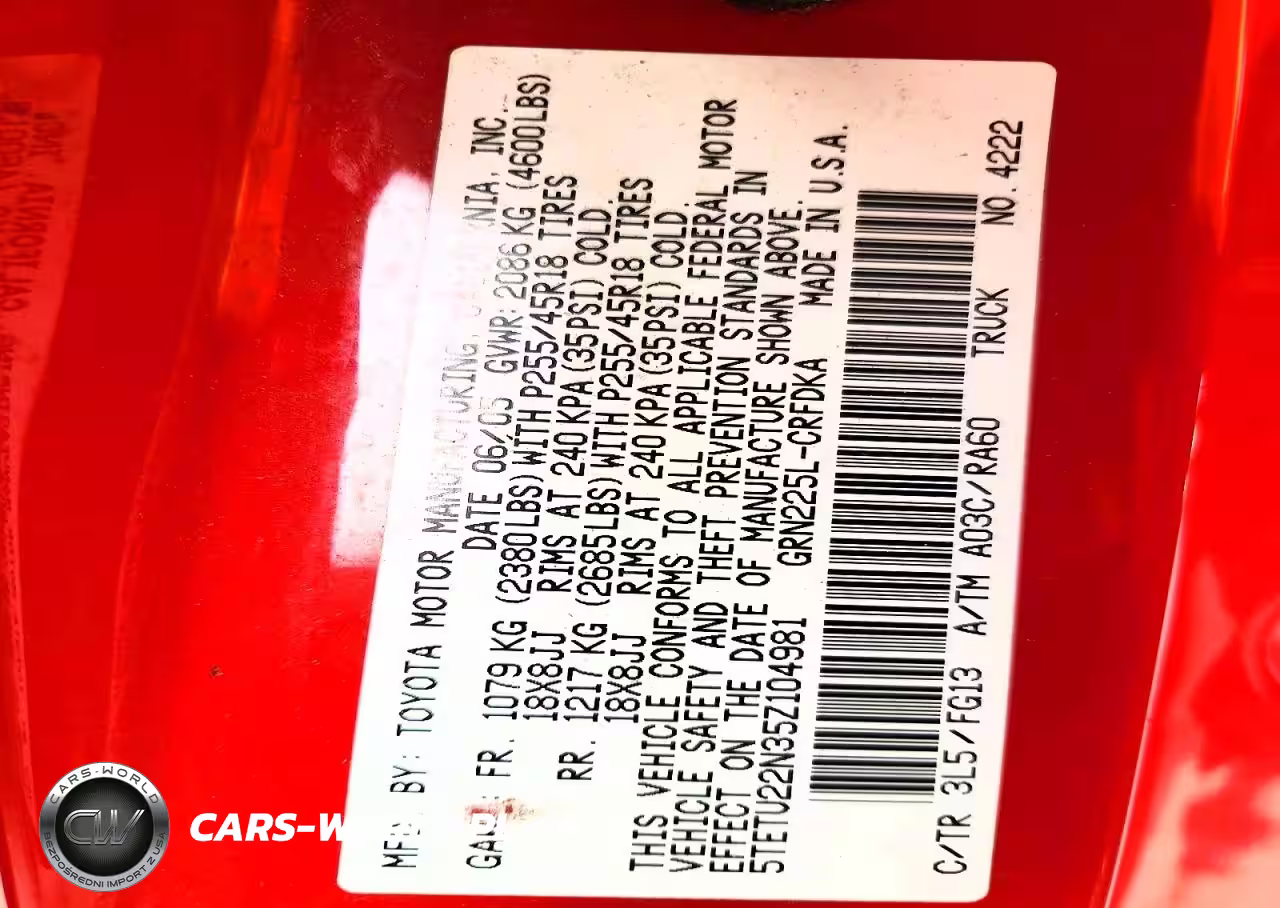 MFD. BY: TOYOTA MOTOR MANUFACTURING, INC.
DATE 06/05 GVWR: 2086 KG (4600LBS)
FR. 1079 KG (2380LBS) WITH P255/45R18 TIRES
18X8JJ RIMS AT 240 KPA (35PSI) COLD.
RR. 1217 KG (2685LBS) WITH P255/45R18 TIRES
18X8JJ RIMS AT 240 KPA (35PSI) COLD.
THIS VEHICLE CONFORMS TO ALL APPLICABLE FEDERAL MOTOR
VEHICLE SAFETY AND THEFT PREVENTION STANDARDS IN
EFFECT ON THE DATE OF MANUFACTURE SHOWN ABOVE.
5TETU22N35Z104981 GRN225L-CRFDKA MADE IN U.S.A.
C/TR 3L5/FG13 A/TM A03C/RA60 TRUCK NO. 4222
CARS-WORLD
CW
BEZPOŚREDNI IMPORT Z USA